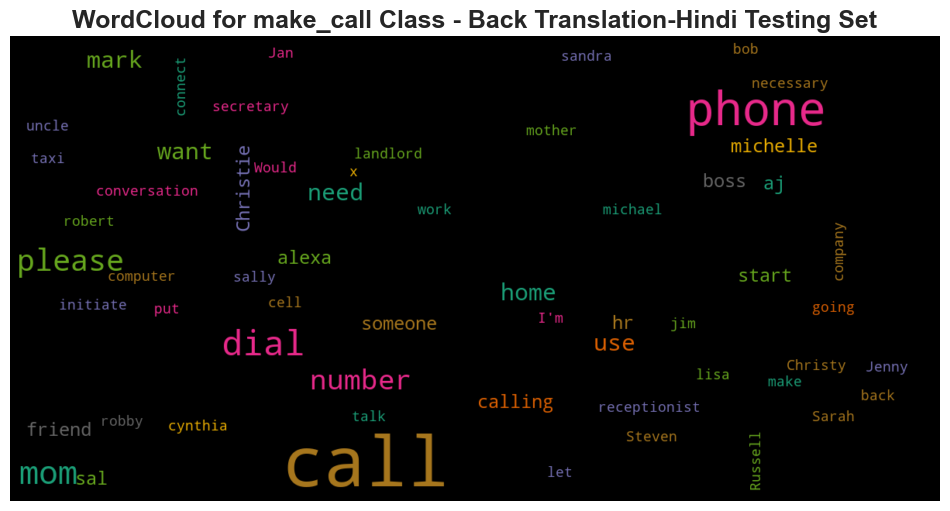 WordCloud for make_call Class - Back Translation-Hindi Testing Set
mark
connect
Jan
sandra
bob
secretary
necessary
phone
uncle
mother
taxi
want
Christie
Would
landlord
x
michelle
conversation
need
boss
aj
robert
work
michael
company
please
computer
sally
alexa
start
initiate
put
cell
home
I'm
going
dial
someone
hr
use
jim
number
lisa
Christy
make
Jenny
calling
receptionist
back
friend
robby
cynthia
talk
Sarah
Steven
Russell
mom
sal
call
let